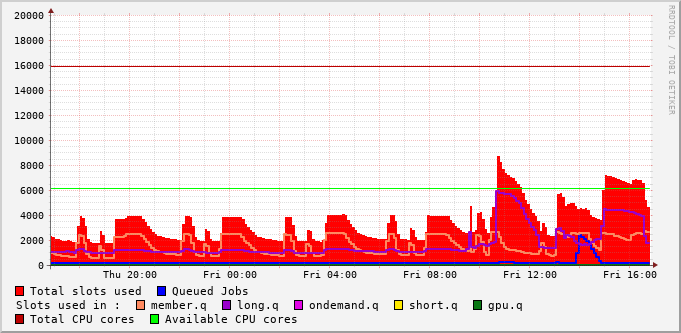 RRDTOOL / TOBI OETIKER
20000
18000
16000
14000
12000
10000
8000
6000
4000
2000
0
Thu 20:00 Fri 00:00 Fri 04:00 Fri 08:00 Fri 12:00 Fri 16:00
Total slots used Queued Jobs
Slots used in : member.q long.q ondemand.q short.q gpu.q
Total CPU cores Available CPU cores